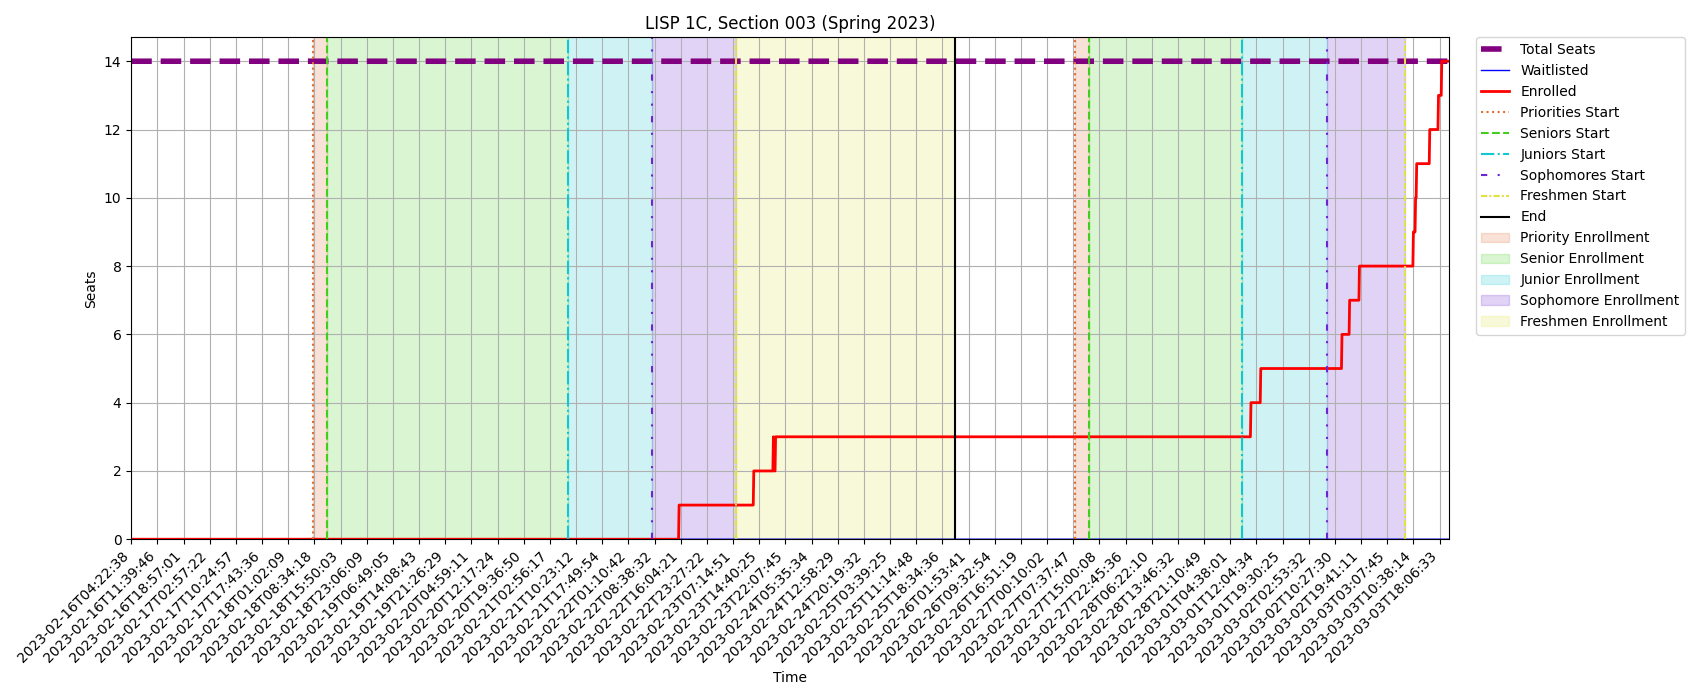 LISP 1C, Section 003 (Spring 2023)
Seats
14
12
10
8
6
4
2
0
2023-02-16T04:22:38
2023-02-16T11:39:46
2023-02-16T18:57:01
2023-02-17T02:57:22
2023-02-17T10:24:57
2023-02-17T17:43:36
2023-02-18T01:02:09
2023-02-18T08:34:18
2023-02-18T15:50:03
2023-02-18T23:06:09
2023-02-19T06:49:05
2023-02-19T14:08:43
2023-02-19T21:26:29
2023-02-20T04:59:11
2023-02-20T12:17:24
2023-02-20T19:36:50
2023-02-21T02:56:17
2023-02-21T10:23:12
2023-02-21T17:49:54
2023-02-22T01:10:42
2023-02-22T08:38:32
2023-02-22T16:04:21
2023-02-22T23:27:22
2023-02-23T07:14:51
2023-02-23T14:40:25
2023-02-23T22:07:45
2023-02-24T05:35:34
2023-02-24T12:58:29
2023-02-24T20:19:32
2023-02-25T03:39:25
2023-02-25T11:14:48
2023-02-25T18:34:36
2023-02-26T01:53:41
2023-02-26T09:32:54
2023-02-26T16:51:19
2023-02-27T00:10:02
2023-02-27T07:37:47
2023-02-27T15:00:08
2023-02-27T22:45:36
2023-02-28T06:22:10
2023-02-28T13:46:32
2023-02-28T21:10:49
2023-03-01T04:38:01
2023-03-01T12:04:34
2023-03-01T19:30:25
2023-03-02T02:53:32
2023-03-02T10:27:30
2023-03-02T19:41:11
2023-03-03T03:07:45
2023-03-03T10:38:14
2023-03-03T18:06:33
Time
Total Seats
Waitlisted
Enrolled
Priorities Start
Seniors Start
Juniors Start
Sophomores Start
Freshmen Start
End
Priority Enrollment
Senior Enrollment
Junior Enrollment
Sophomore Enrollment
Freshmen Enrollment